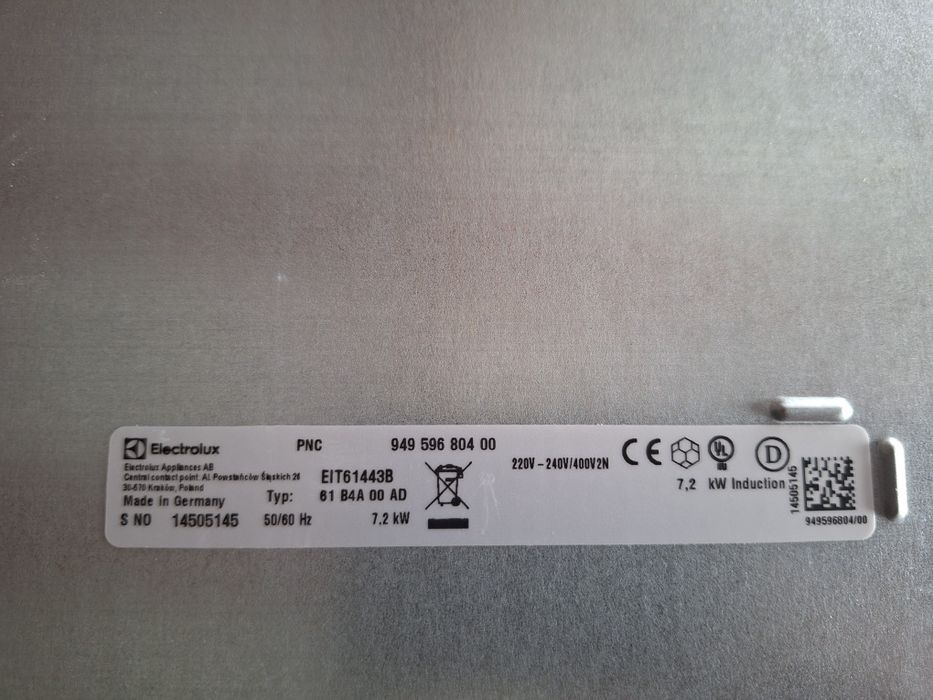 Electrolux
PNC 949 596 804 00
Electrolux Appliances AB
Central contact point: Al. Powstańców Śląskich 26
30-570 Kraków, Poland
Made in Germany
S NO 14505145
EIT61443B
Typ: 61 B4A 00 AD
50/60 Hz 7.2 kW
220V-240V/400V2N
CE
UL
D
7,2 kW Induction
14505145
949596804/00